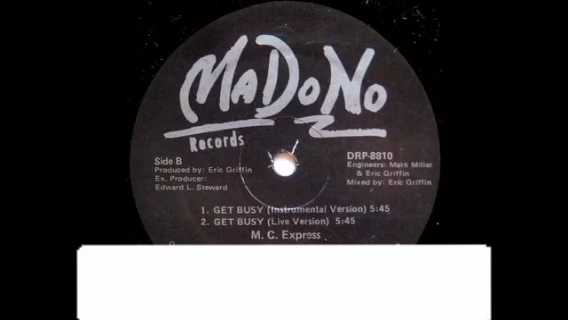 MaDoNo
Records
Side B
Produced by: Eric Griffin
Ex. Producer:
Edward L. Steward
DRP-8810
Engineers: Mark Miller
& Eric Griffin
Mixed by: Eric Griffin
1. GET BUSY (Instrumental Version) 5:45
2. GET BUSY (Live Version) 5:45
M. C. Express